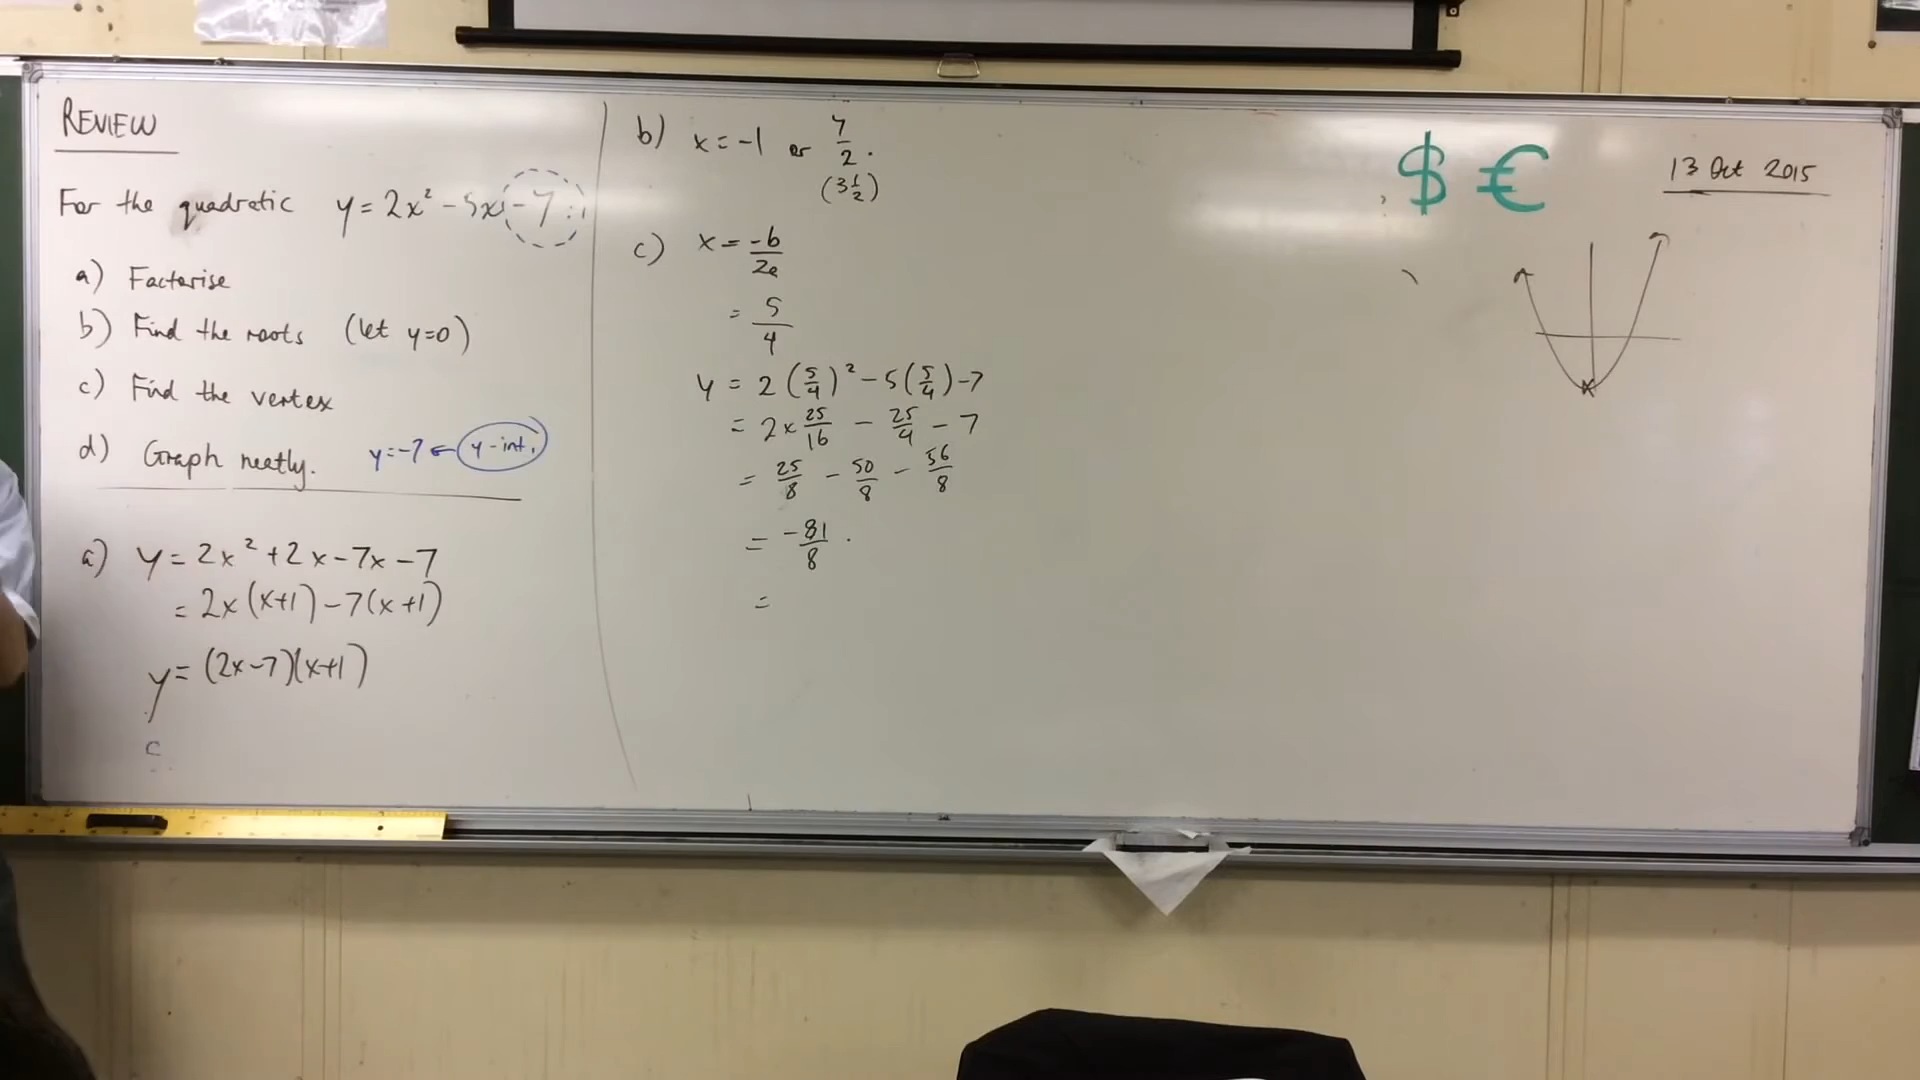 REVIEW
For the quadratic y = 2x² - 5x - 7
a) Factorise
b) Find the roots (let y=0)
c) Find the vertex
d) Graph neatly. y=-7 ← y-int.
a) y = 2x² + 2x - 7x - 7
= 2x(x+1) - 7(x+1)
y = (2x-7)(x+1)
b) x = -1 or 7/2.
(3 1/2)
c) x = -b/2a
= 5/4
y = 2(5/4)² - 5(5/4) - 7
= 2 × 25/16 - 25/4 - 7
= 25/8 - 50/8 - 56/8
= -81/8.
=
$ €
13 Oct 2015